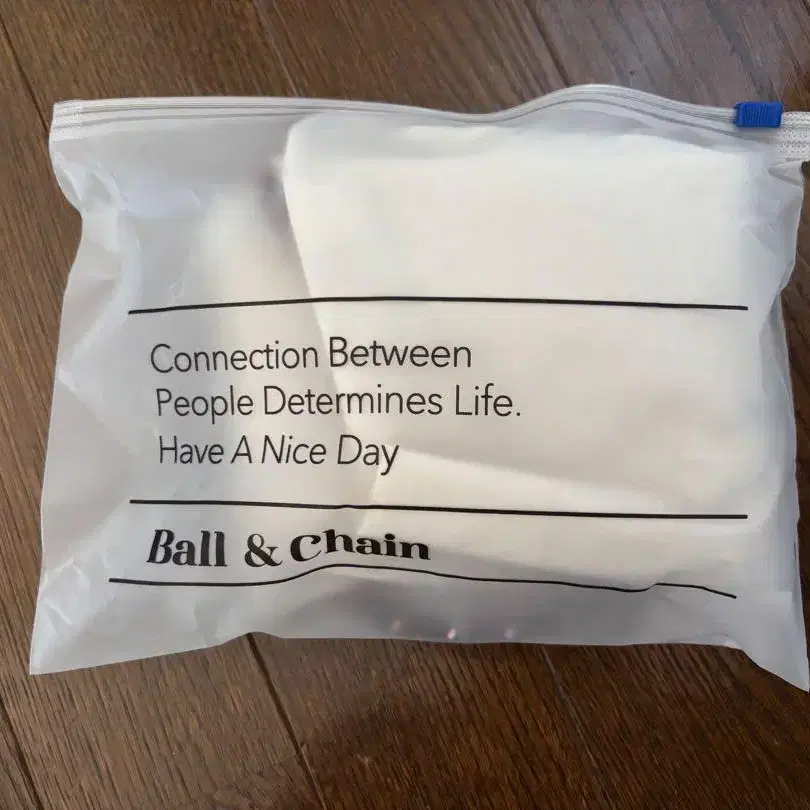 Connection Between
People Determines Life.
Have A Nice Day
Ball & Chain